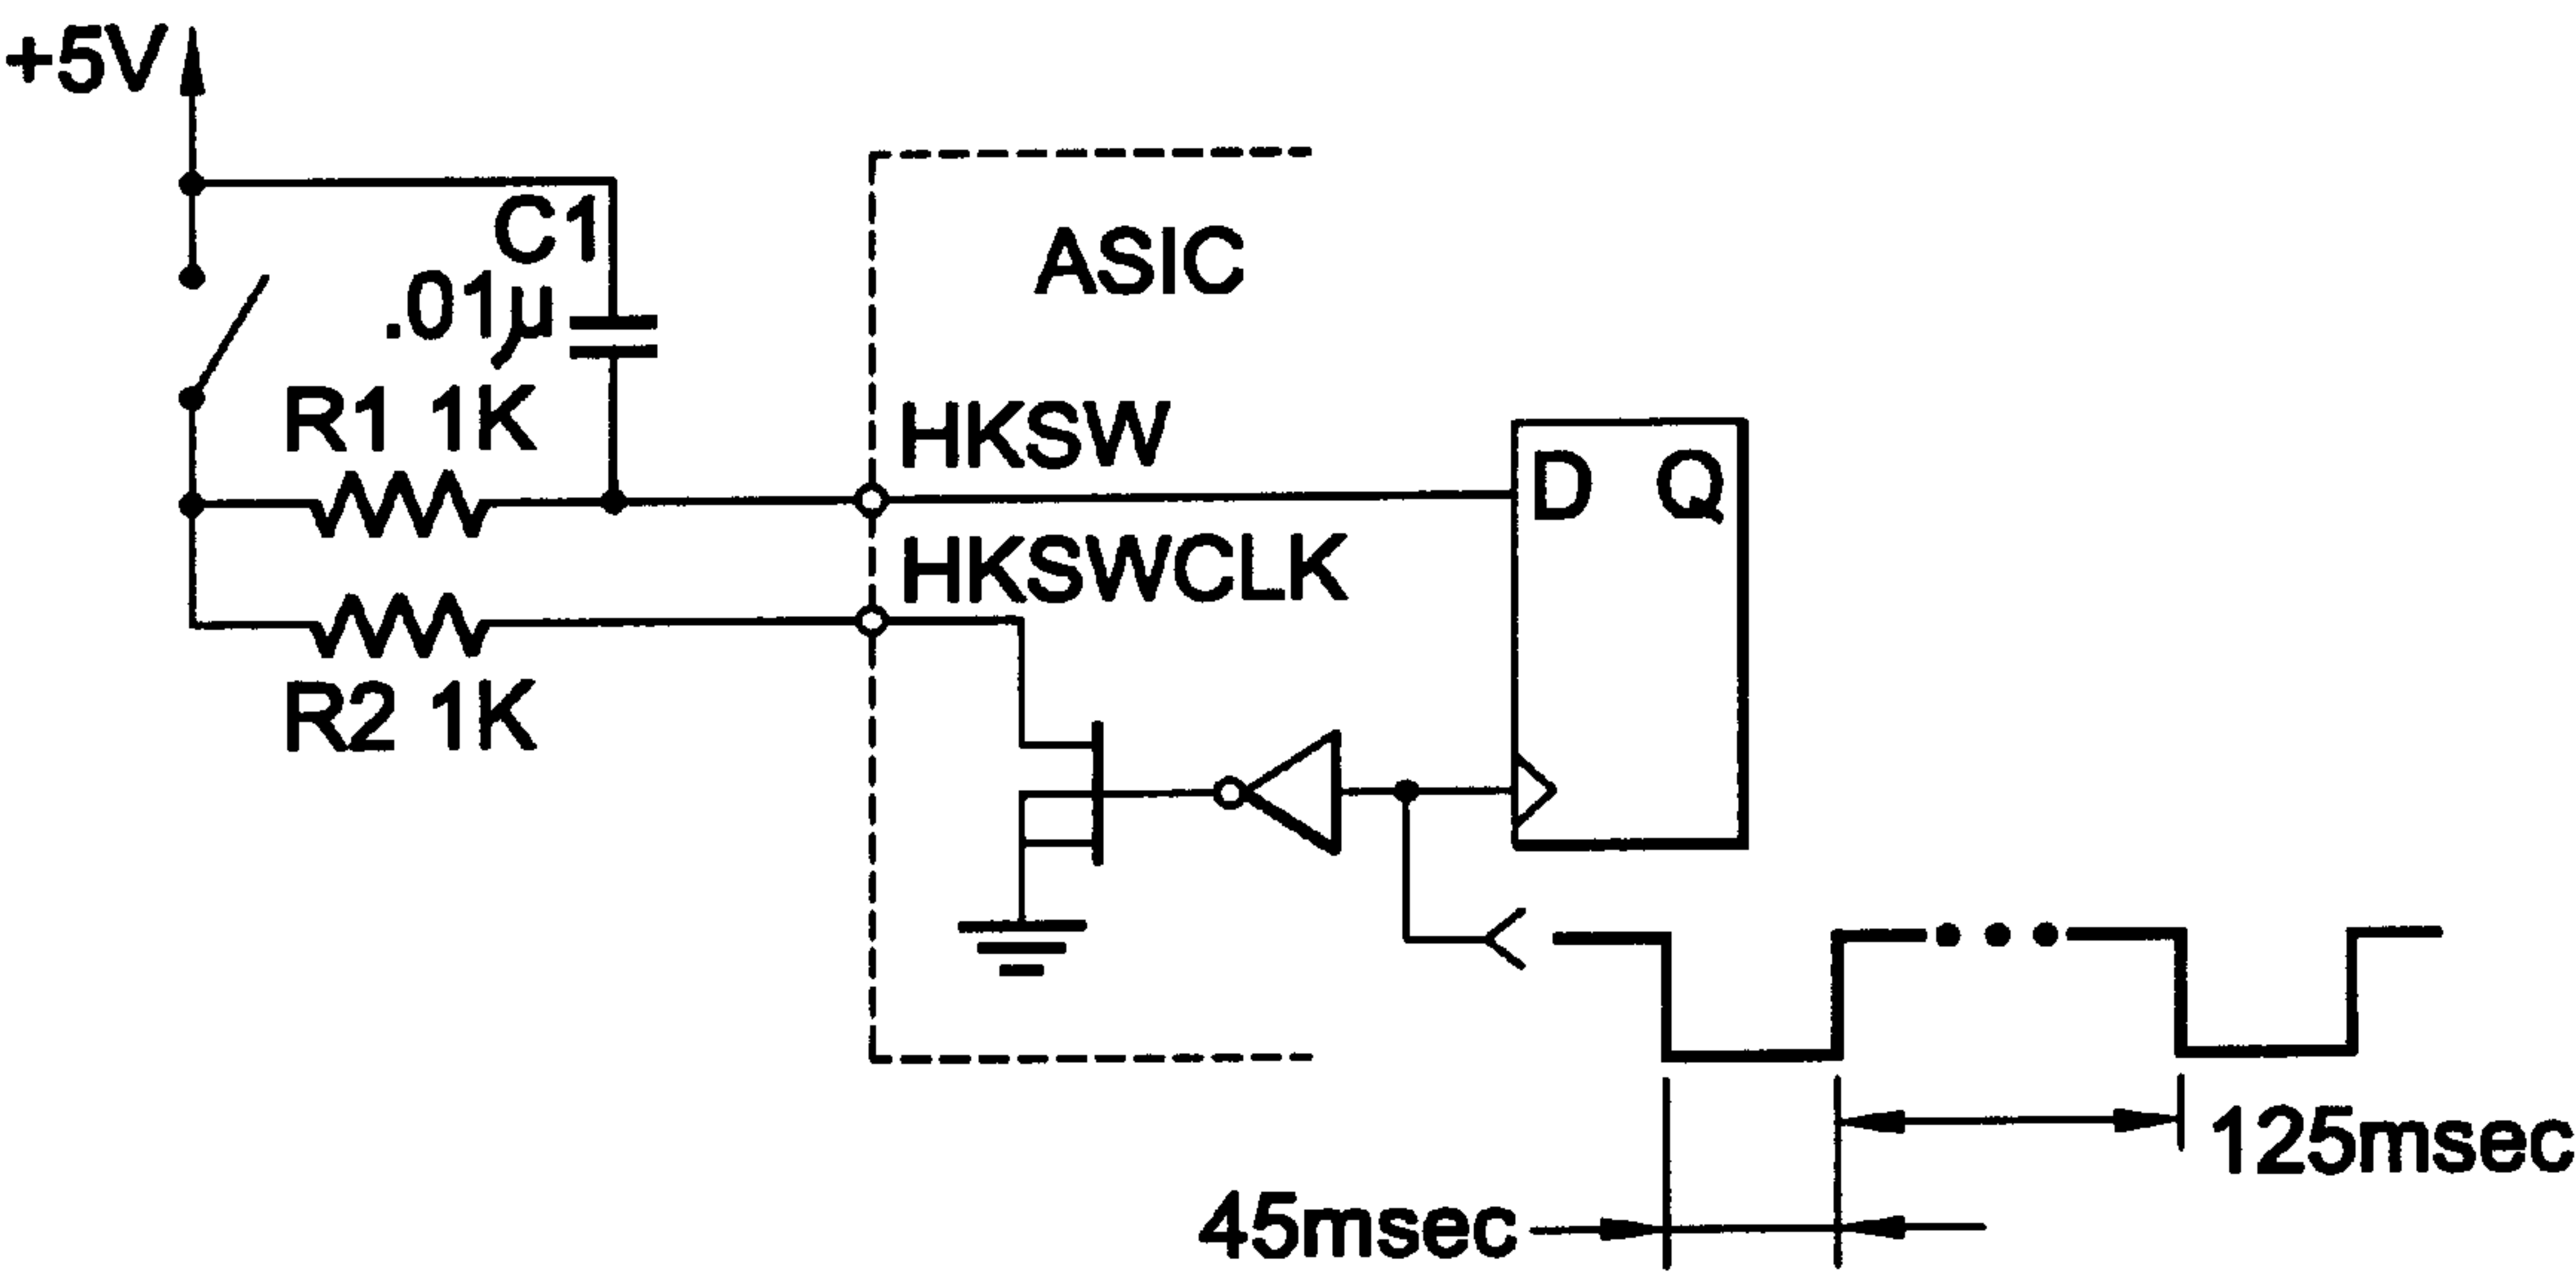 +5V
C1
.01µ
R1 1K
R2 1K
ASIC
HKSW
HKSWCLK
D Q
125msec
45msec